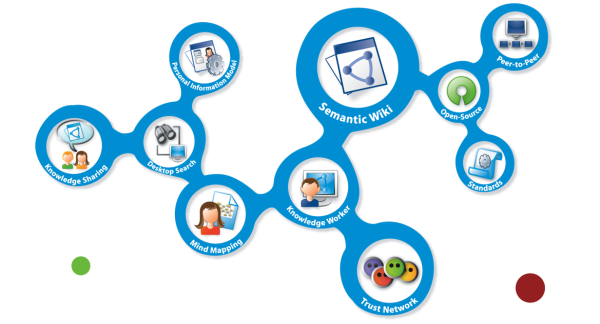 Personal Information Model
Semantic Wiki
Peer-to-Peer
Open-Source
Knowledge Sharing
Desktop Search
Standards
Mind Mapping
Knowledge Worker
Trust Network